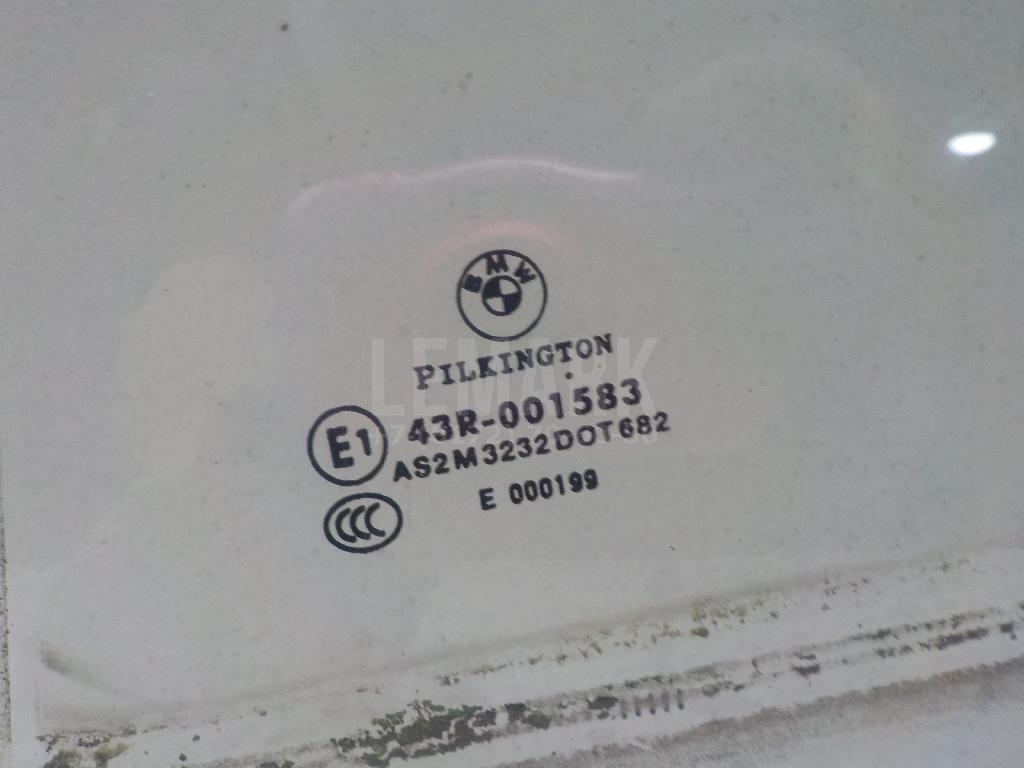 BMW
PILKINGTON
E1 43R-001583
AS2M3232DOT682
CCC E 000199
LEMARK